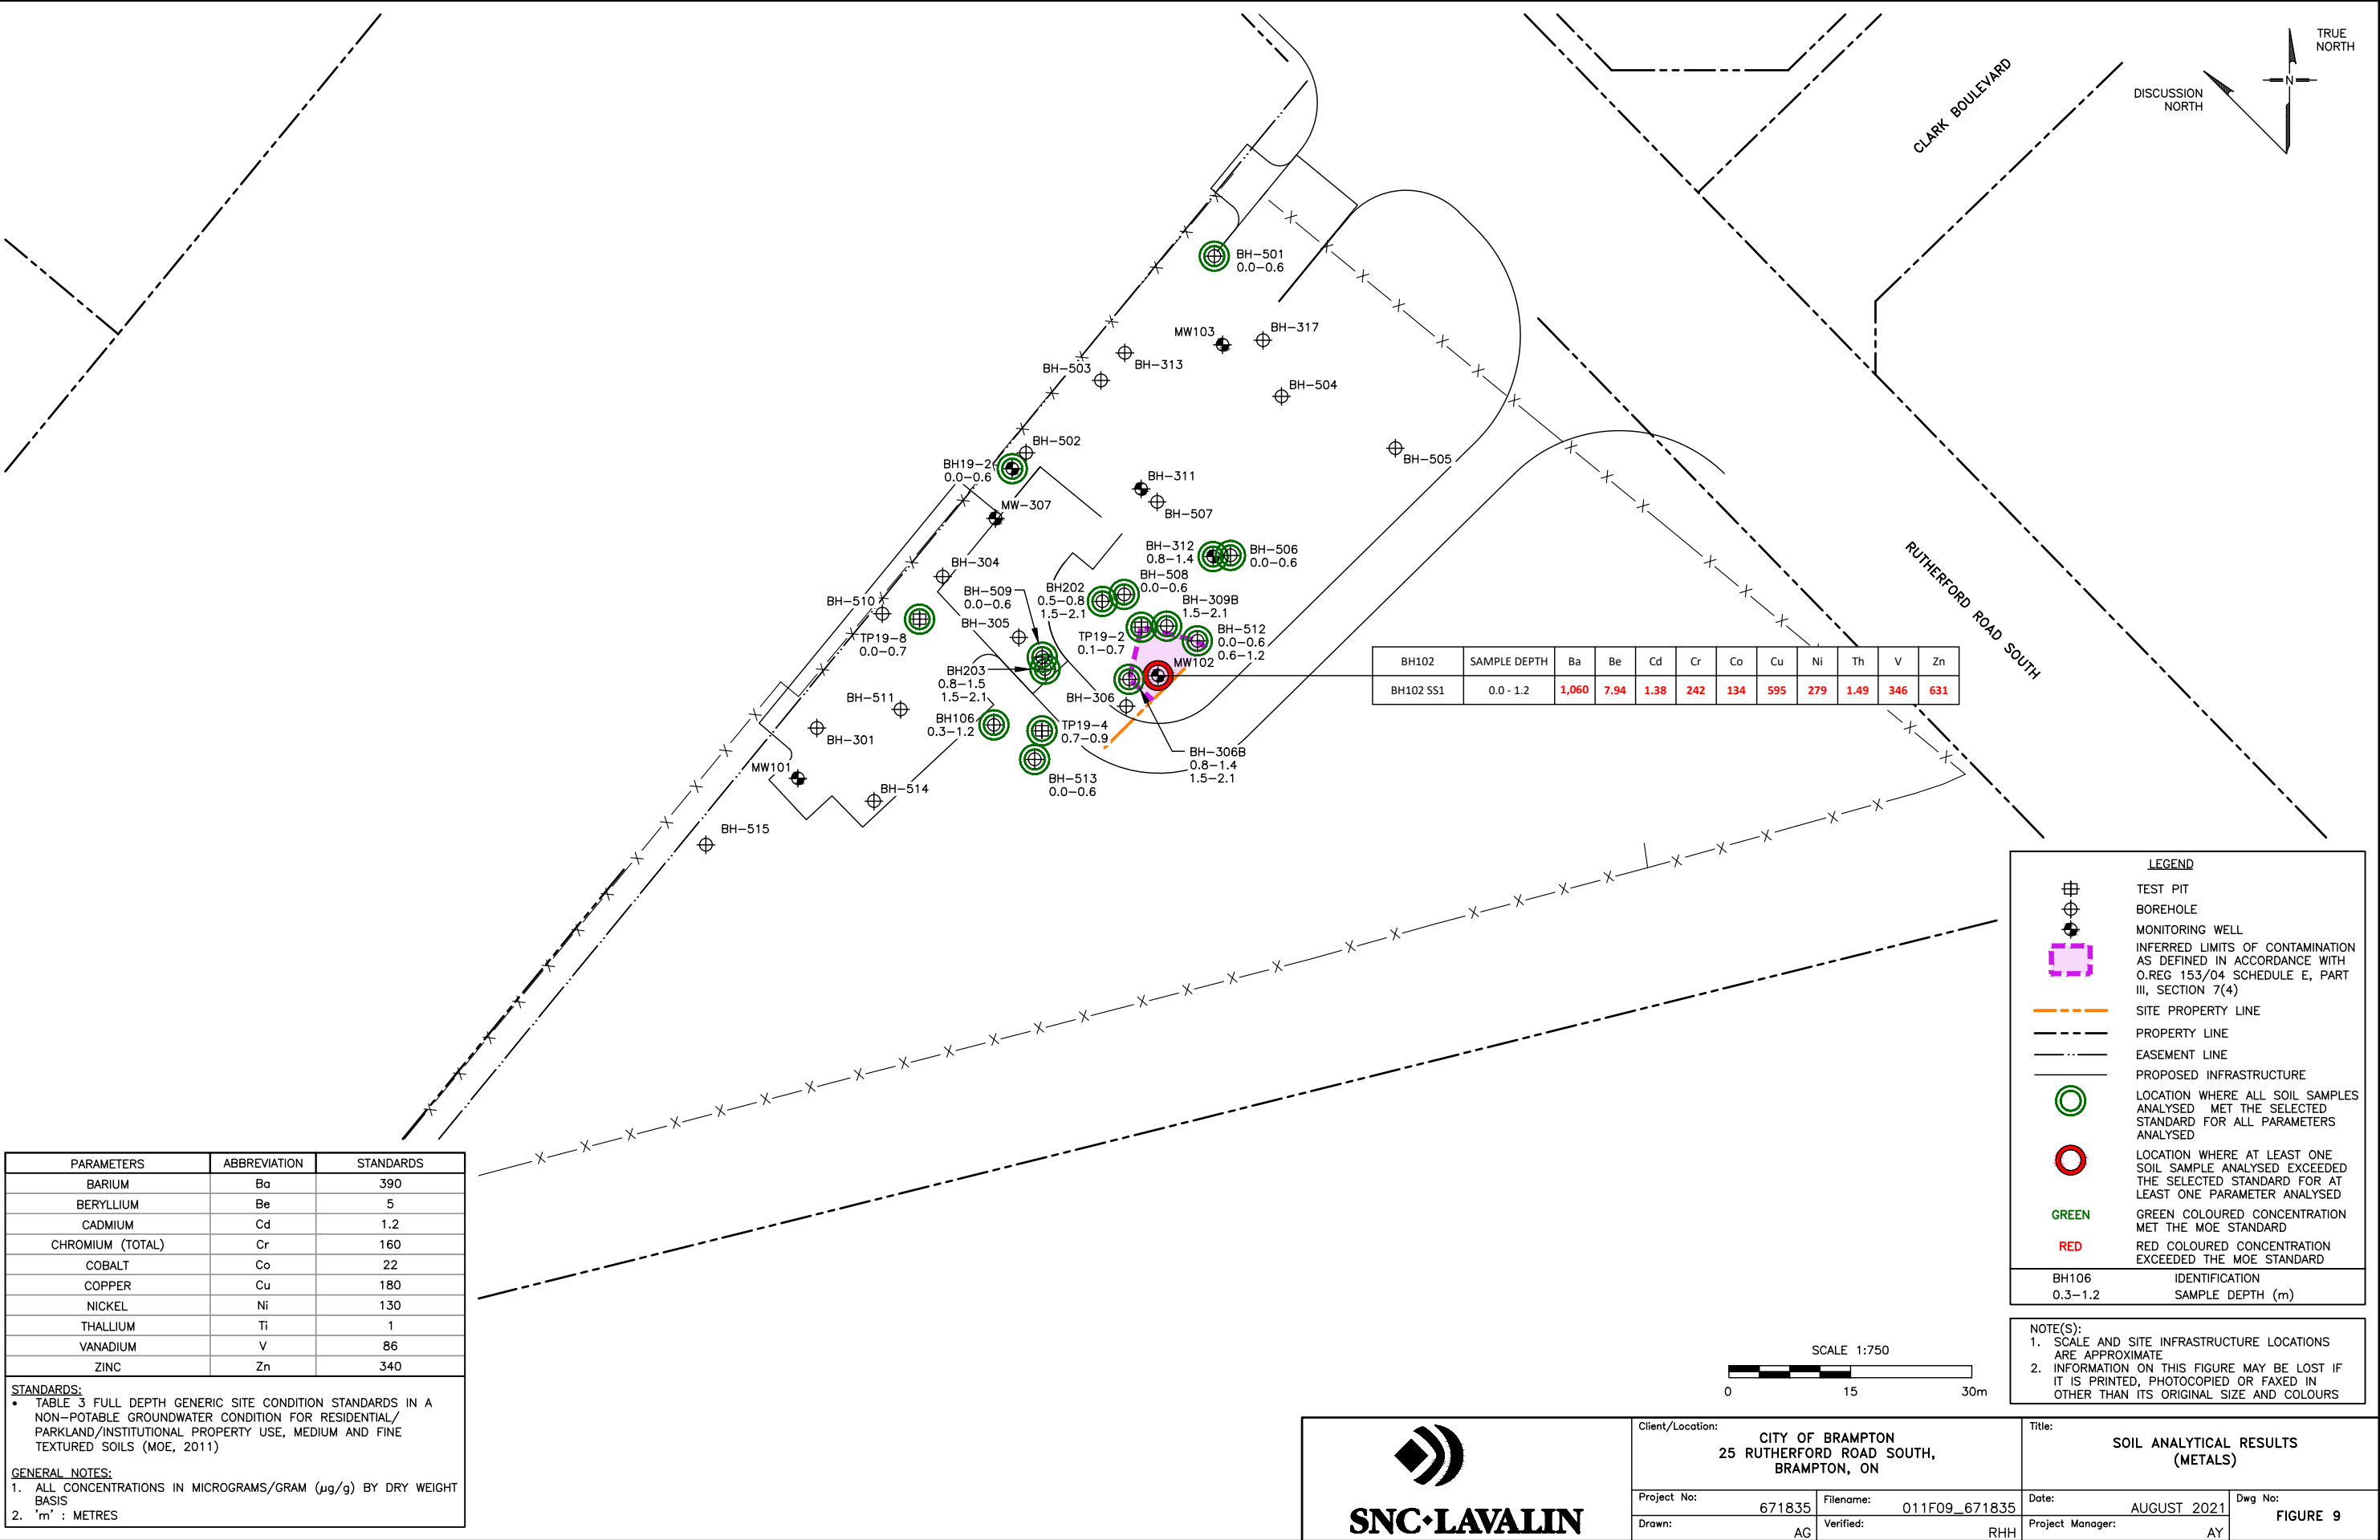 TRUE
NORTH
DISCUSSION
NORTH
N
CLARK BOULEVARD
RUTHERFORD ROAD SOUTH
BH-501
0.0-0.6
MW103
BH-317
BH-313
BH-503
BH-504
BH-502
BH-505
BH19-2
0.0-0.6
BH-311
MW-307
BH-507
BH-312
0.8-1.4
BH-506
0.0-0.6
BH-304
BH-508
0.0-0.6
BH-509
0.0-0.6
BH202
0.5-0.8
1.5-2.1
BH-510
BH-309B
1.5-2.1
BH-305
TP19-8
0.0-0.7
TP19-2
0.1-0.7
BH-512
0.0-0.6
0.6-1.2
MW102
BH203
0.8-1.5
1.5-2.1
BH-306
BH-511
BH106
0.3-1.2
TP19-4
0.7-0.9
BH-301
BH-306B
0.8-1.4
1.5-2.1
MW101
BH-513
0.0-0.6
BH-514
BH-515
BH102 SAMPLE DEPTH Ba Be Cd Cr Co Cu Ni Th V Zn
BH102 SS1 0.0 - 1.2 1,060 7.94 1.38 242 134 595 279 1.49 346 631
LEGEND
TEST PIT
BOREHOLE
MONITORING WELL
INFERRED LIMITS OF CONTAMINATION
AS DEFINED IN ACCORDANCE WITH
O.REG 153/04 SCHEDULE E, PART
III, SECTION 7(4)
SITE PROPERTY LINE
PROPERTY LINE
EASEMENT LINE
PROPOSED INFRASTRUCTURE
LOCATION WHERE ALL SOIL SAMPLES
ANALYSED MET THE SELECTED
STANDARD FOR ALL PARAMETERS
ANALYSED
LOCATION WHERE AT LEAST ONE
SOIL SAMPLE ANALYSED EXCEEDED
THE SELECTED STANDARD FOR AT
LEAST ONE PARAMETER ANALYSED
GREEN GREEN COLOURED CONCENTRATION
MET THE MOE STANDARD
RED RED COLOURED CONCENTRATION
EXCEEDED THE MOE STANDARD
BH106 IDENTIFICATION
0.3-1.2 SAMPLE DEPTH (m)
PARAMETERS ABBREVIATION STANDARDS
BARIUM Ba 390
BERYLLIUM Be 5
CADMIUM Cd 1.2
CHROMIUM (TOTAL) Cr 160
COBALT Co 22
COPPER Cu 180
NICKEL Ni 130
THALLIUM Ti 1
VANADIUM V 86
ZINC Zn 340
STANDARDS:
• TABLE 3 FULL DEPTH GENERIC SITE CONDITION STANDARDS IN A
NON-POTABLE GROUNDWATER CONDITION FOR RESIDENTIAL/
PARKLAND/INSTITUTIONAL PROPERTY USE, MEDIUM AND FINE
TEXTURED SOILS (MOE, 2011)
GENERAL NOTES:
1. ALL CONCENTRATIONS IN MICROGRAMS/GRAM (µg/g) BY DRY WEIGHT
BASIS
2. 'm' : METRES
SCALE 1:750
0 15 30m
NOTE(S):
1. SCALE AND SITE INFRASTRUCTURE LOCATIONS
ARE APPROXIMATE
2. INFORMATION ON THIS FIGURE MAY BE LOST IF
IT IS PRINTED, PHOTOCOPIED OR FAXED IN
OTHER THAN ITS ORIGINAL SIZE AND COLOURS
SNC•LAVALIN
Client/Location:
CITY OF BRAMPTON
25 RUTHERFORD ROAD SOUTH,
BRAMPTON, ON
Title:
SOIL ANALYTICAL RESULTS
(METALS)
Project No: 671835
Filename: 011F09_671835
Date: AUGUST 2021
Dwg No: FIGURE 9
Drawn: AG
Verified: RHH
Project Manager: AY